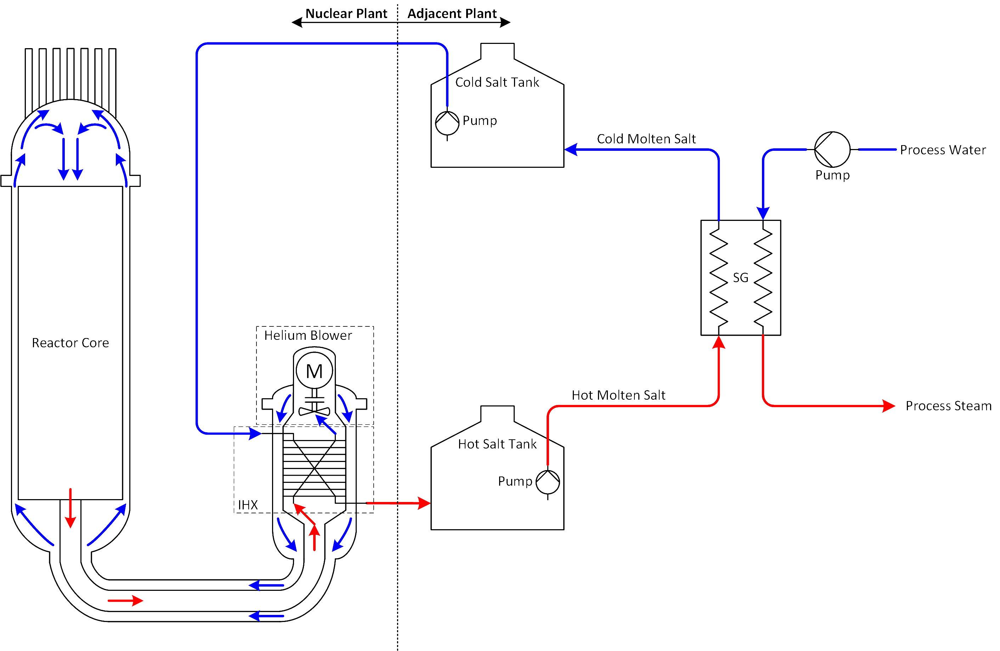 Nuclear Plant
Adjacent Plant
Cold Salt Tank
Pump
Cold Molten Salt
Process Water
Pump
SG
Reactor Core
Helium Blower
M
Hot Molten Salt
Process Steam
Hot Salt Tank
Pump
IHX